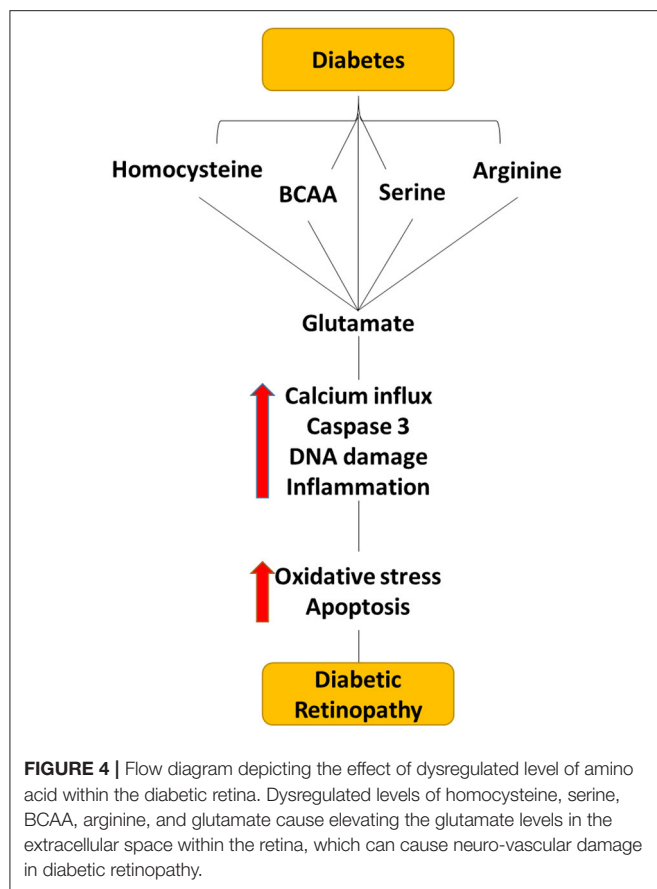 Diabetes
Homocysteine
BCAA
Serine
Arginine
Glutamate
Calcium influx
Caspase 3
DNA damage
Inflammation
Oxidative stress
Apoptosis
Diabetic
Retinopathy
FIGURE 4 | Flow diagram depicting the effect of dysregulated level of amino
acid within the diabetic retina. Dysregulated levels of homocysteine, serine,
BCAA, arginine, and glutamate cause elevating the glutamate levels in the
extracellular space within the retina, which can cause neuro-vascular damage
in diabetic retinopathy.